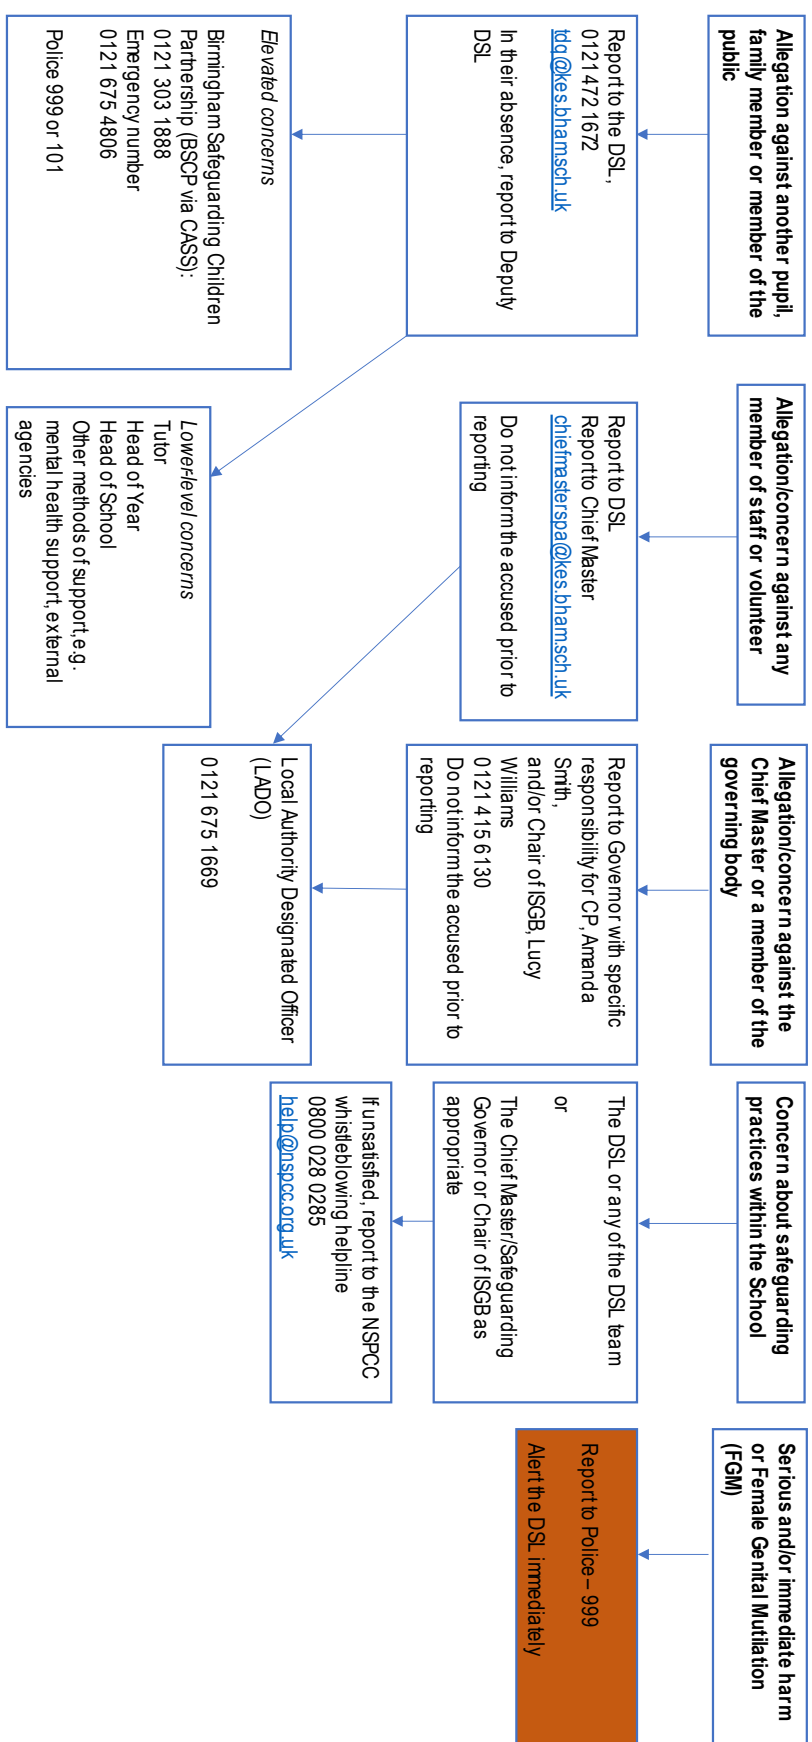 Allegation against another pupil,
family member or member of the
public
Report to the DSL,
0121 472 1672
tdq@kes.bham.sch.uk
In their absence, report to Deputy
DSL
Elevated concerns
Birmingham Safeguarding Children
Partnership (BSCP via CASS):
0121 303 1888
Emergency number
0121 675 4806
Police 999 or 101
Lower-level concerns
Tutor
Head of Year
Head of School
Other methods of support, e.g.
mental health support, external
agencies
Allegation/concern against any
member of staff or volunteer
Report to DSL
Report to Chief Master
chiefmasterspa@kes.bham.sch.uk
Do not inform the accused prior to
reporting
Allegation/concern against the
Chief Master or a member of the
governing body
Report to Governor with specific
responsibility for CP, Amanda
Smith,
and/or Chair of ISGB, Lucy
Williams
0121 415 6130
Do not inform the accused prior to
reporting
Local Authority Designated Officer
(LADO)
0121 675 1669
Concern about safeguarding
practices within the School
The DSL or any of the DSL team
or
The Chief Master/Safeguarding
Governor or Chair of ISGB as
appropriate
If unsatisfied, report to the NSPCC
whistleblowing helpline
0800 028 0285
help@nspcc.org.uk
Serious and/or immediate harm
or Female Genital Mutilation
(FGM)
Report to Police – 999
Alert the DSL immediately